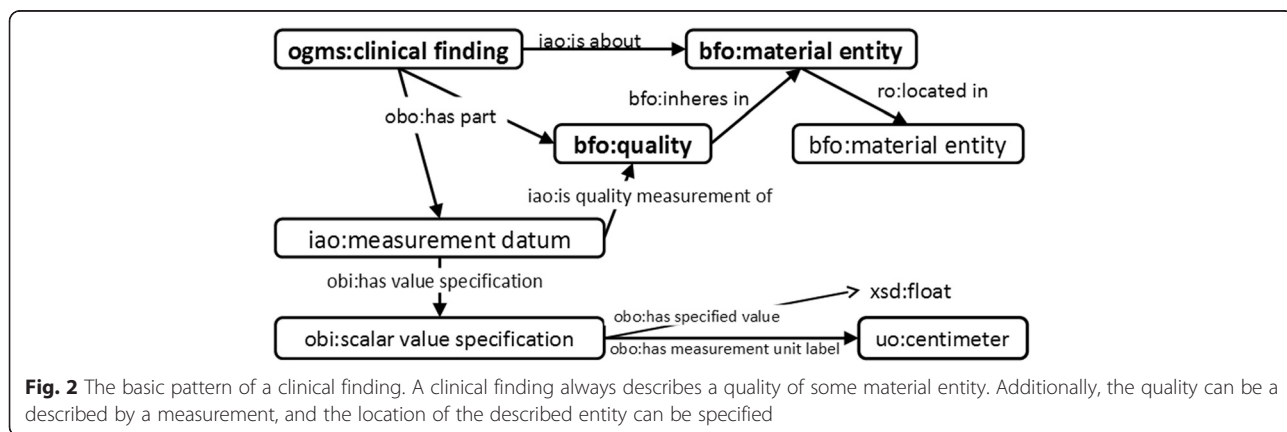 ogms:clinical finding
iao:is about
bfo:material entity
bfo:inheres in
ro:located in
obo:has part
bfo:quality
bfo:material entity
iao:is quality measurement of
iao:measurement datum
obi:has value specification
xsd:float
obo:has specified value
obi:scalar value specification
uo:centimeter
obo:has measurement unit label
Fig. 2 The basic pattern of a clinical finding. A clinical finding always describes a quality of some material entity. Additionally, the quality can be a
described by a measurement, and the location of the described entity can be specified